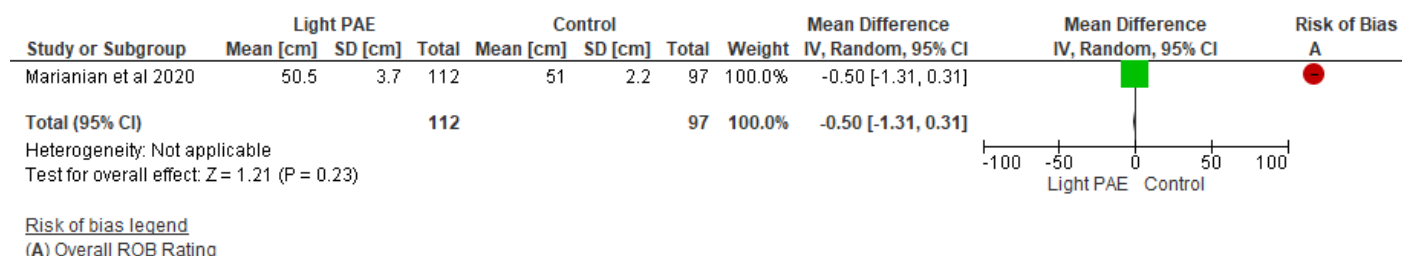 Light PAE Control Mean Difference Mean Difference Risk of Bias
Study or Subgroup Mean [cm] SD [cm] Total Mean [cm] SD [cm] Total Weight IV, Random, 95% CI IV, Random, 95% CI A
Marianian et al 2020 50.5 3.7 112 51 2.2 97 100.0% -0.50 [-1.31, 0.31] -
Total (95% CI) 112 97 100.0% -0.50 [-1.31, 0.31]
Heterogeneity: Not applicable
Test for overall effect: Z = 1.21 (P = 0.23)
-100 -50 0 50 100
Light PAE Control
Risk of bias legend
(A) Overall ROB Rating